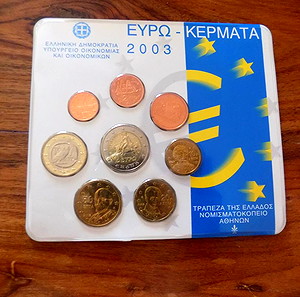 ΕΥΡΩ - ΚΕΡΜΑΤΑ
2003
ΕΛΛΗΝΙΚΗ ΔΗΜΟΚΡΑΤΙΑ
ΥΠΟΥΡΓΕΙΟ ΟΙΚΟΝΟΜΙΑΣ
ΚΑΙ ΟΙΚΟΝΟΜΙΚΩΝ
ΤΡΑΠΕΖΑ ΤΗΣ ΕΛΛΑΔΟΣ
ΝΟΜΙΣΜΑΤΟΚΟΠΕΙΟ
ΑΘΗΝΩΝ